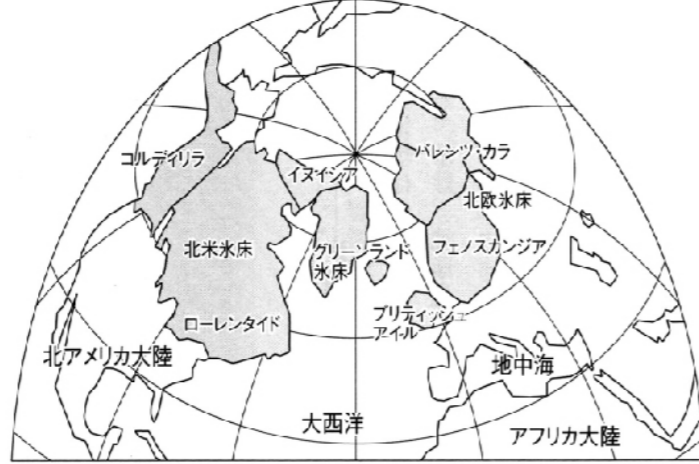 コルディリラ
イヌイシア
バレンツ・カラ
北欧氷床
北米氷床
グリーンランド
氷床
フェノスカンジア
ローレンタイド
ブリティッシュ
アイル
北アメリカ大陸
地中海
大西洋
アフリカ大陸